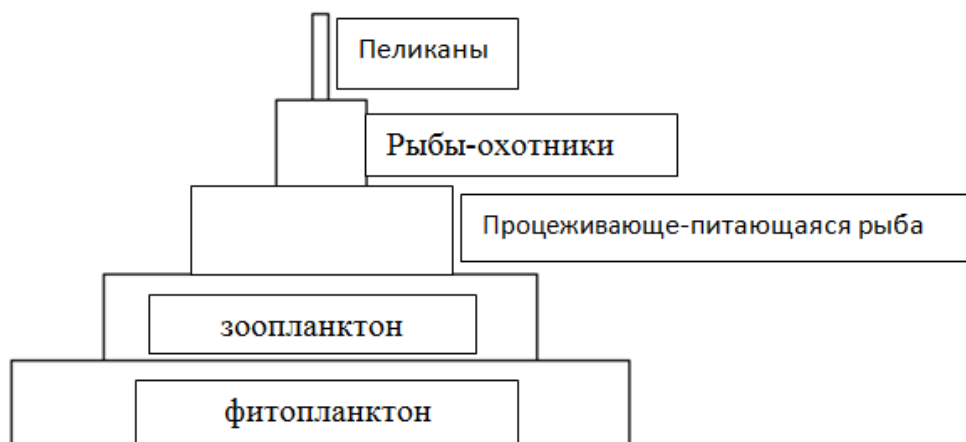 Пеликаны
Рыбы-охотники
Процеживающе-питающаяся рыба
зоопланктон
фитопланктон